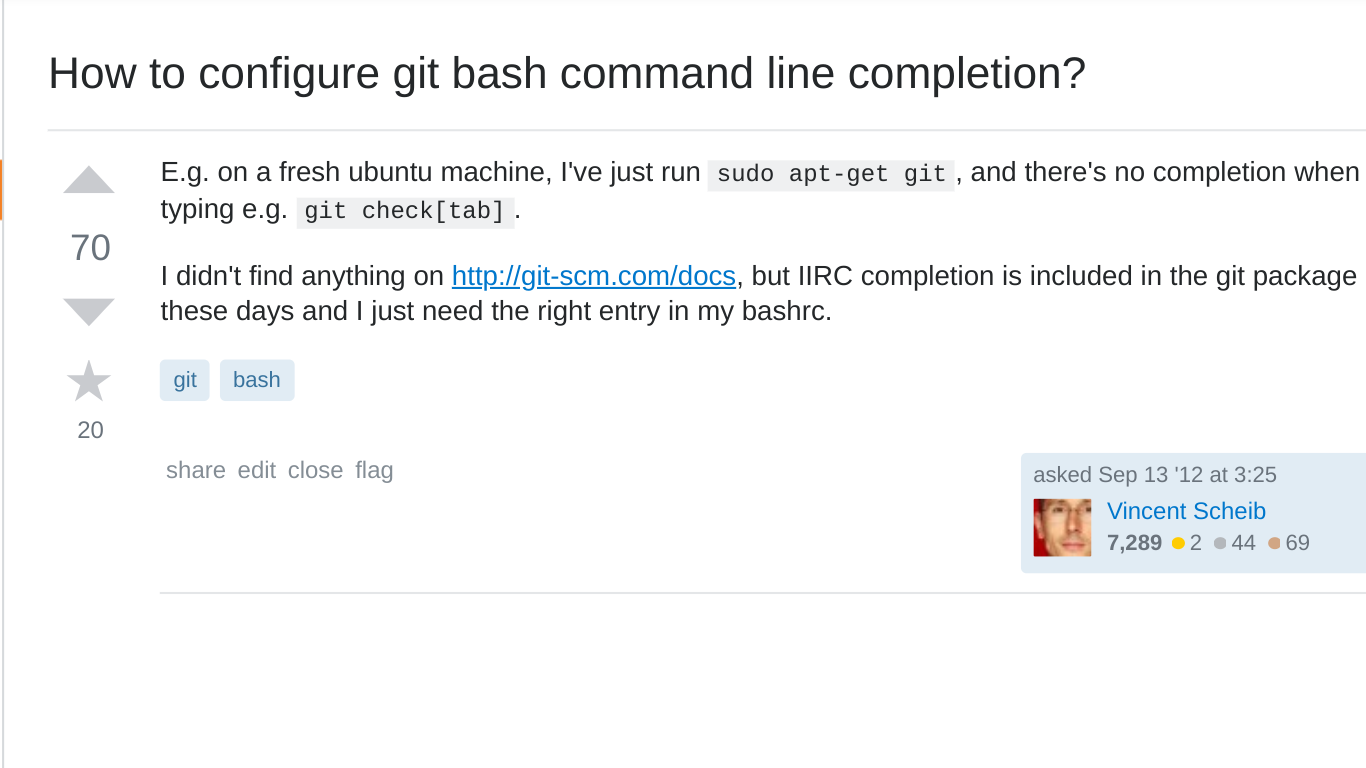 How to configure git bash command line completion?
E.g. on a fresh ubuntu machine, I've just run sudo apt-get git, and there's no completion when
typing e.g. git check[tab].
70
I didn't find anything on http://git-scm.com/docs, but IIRC completion is included in the git package
these days and I just need the right entry in my bashrc.
git bash
20
share edit close flag
asked Sep 13 '12 at 3:25
Vincent Scheib
7,289 2 44 69